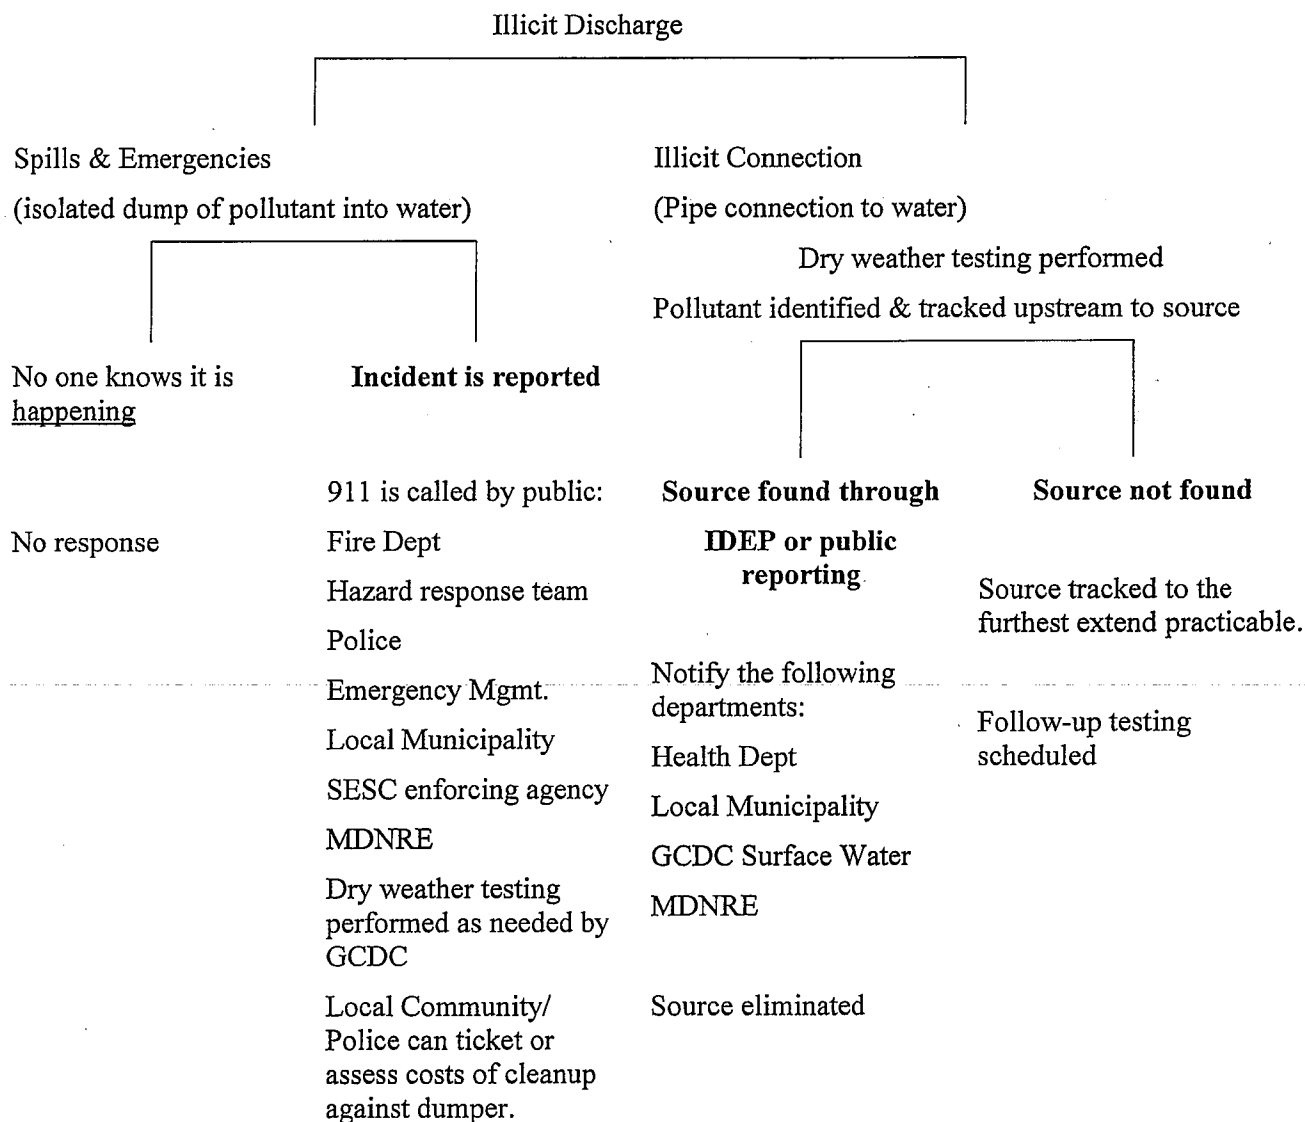 Illicit Discharge
Spills & Emergencies
(isolated dump of pollutant into water)
Illicit Connection
(Pipe connection to water)
Dry weather testing performed
Pollutant identified & tracked upstream to source
No one knows it is
happening
No response
Incident is reported
911 is called by public:
Fire Dept
Hazard response team
Police
Emergency Mgmt.
Local Municipality
SESC enforcing agency
MDNRE
Dry weather testing
performed as needed by
GCDC
Local Community/
Police can ticket or
assess costs of cleanup
against dumper.
Source found through
IDEP or public
reporting
Notify the following
departments:
Health Dept
Local Municipality
GCDC Surface Water
MDNRE
Source eliminated
Source not found
Source tracked to the
furthest extend practicable.
Follow-up testing
scheduled